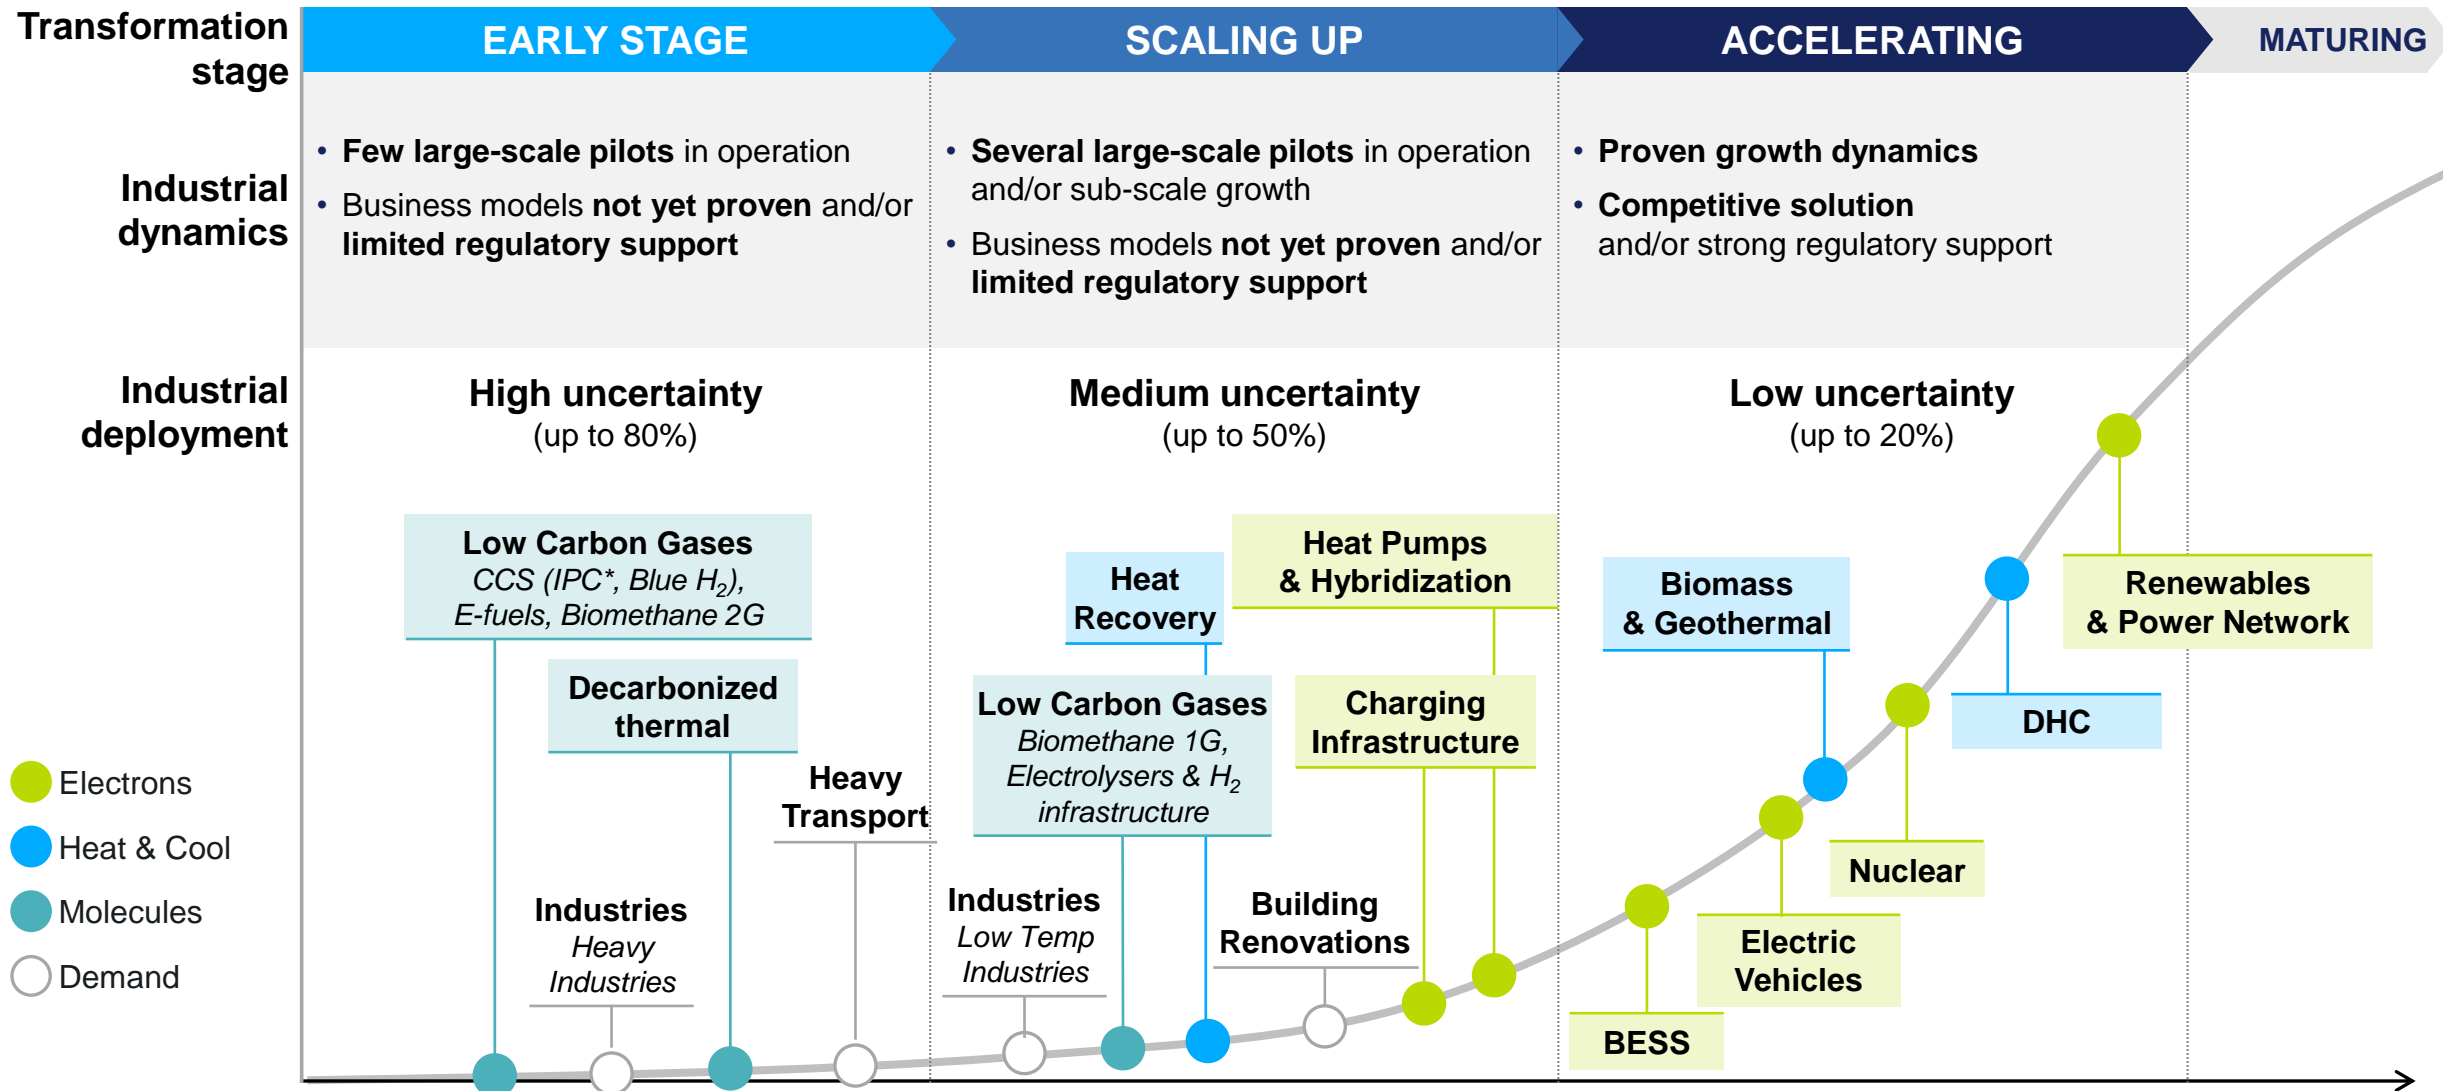 Transformation
stage
EARLY STAGE
SCALING UP
ACCELERATING
MATURING
Industrial
dynamics
• Few large-scale pilots in operation
• Business models not yet proven and/or
limited regulatory support
• Several large-scale pilots in operation
and/or sub-scale growth
• Business models not yet proven and/or
limited regulatory support
• Proven growth dynamics
• Competitive solution
and/or strong regulatory support
Industrial
deployment
High uncertainty
(up to 80%)
Medium uncertainty
(up to 50%)
Low uncertainty
(up to 20%)
Low Carbon Gases
CCS (IPC*, Blue H₂),
E-fuels, Biomethane 2G
Decarbonized
thermal
Heavy
Transport
Industries
Heavy
Industries
Heat
Recovery
Heat Pumps
& Hybridization
Low Carbon Gases
Biomethane 1G,
Electrolysers & H₂
infrastructure
Charging
Infrastructure
Industries
Low Temp
Industries
Building
Renovations
Biomass
& Geothermal
Renewables
& Power Network
DHC
Nuclear
Electric
Vehicles
BESS
Electrons
Heat & Cool
Molecules
Demand